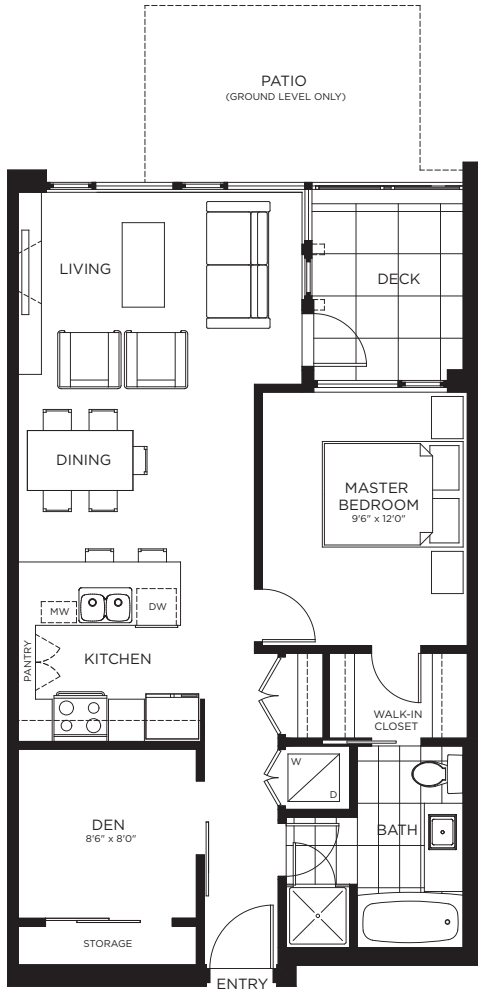 PATIO
(GROUND LEVEL ONLY)
LIVING
DECK
DINING
MASTER
BEDROOM
9'6" x 12'0"
MW
DW
PANTRY
KITCHEN
WALK-IN
CLOSET
W
D
DEN
8'6" x 8'0"
BATH
STORAGE
ENTRY